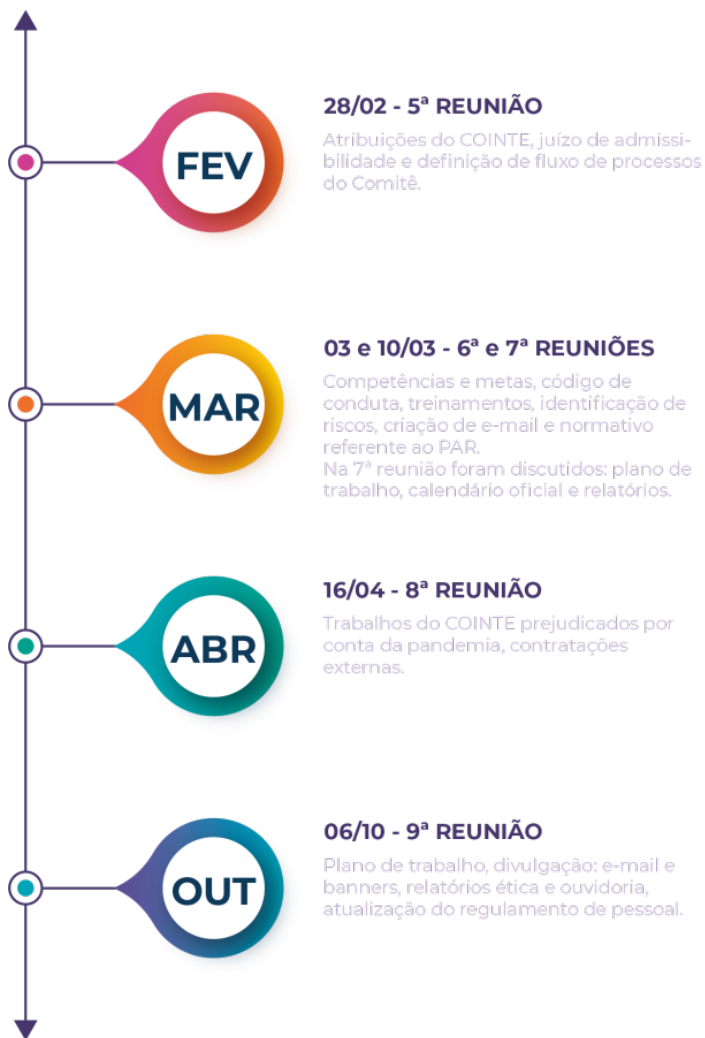 FEV
28/02 - 5ª REUNIÃO
Atribuições do COINTE, juízo de admissi-
bilidade e definição de fluxo de processos
do Comitê.
MAR
03 e 10/03 - 6ª e 7ª REUNIÕES
Competências e metas, código de
conduta, treinamentos, identificação de
riscos, criação de e-mail e normativo
referente ao PAR.
Na 7ª reunião foram discutidos: plano de
trabalho, calendário oficial e relatórios.
ABR
16/04 - 8ª REUNIÃO
Trabalhos do COINTE prejudicados por
conta da pandemia, contratações
externas.
OUT
06/10 - 9ª REUNIÃO
Plano de trabalho, divulgação: e-mail e
banners, relatórios ética e ouvidoria,
atualização do regulamento de pessoal.